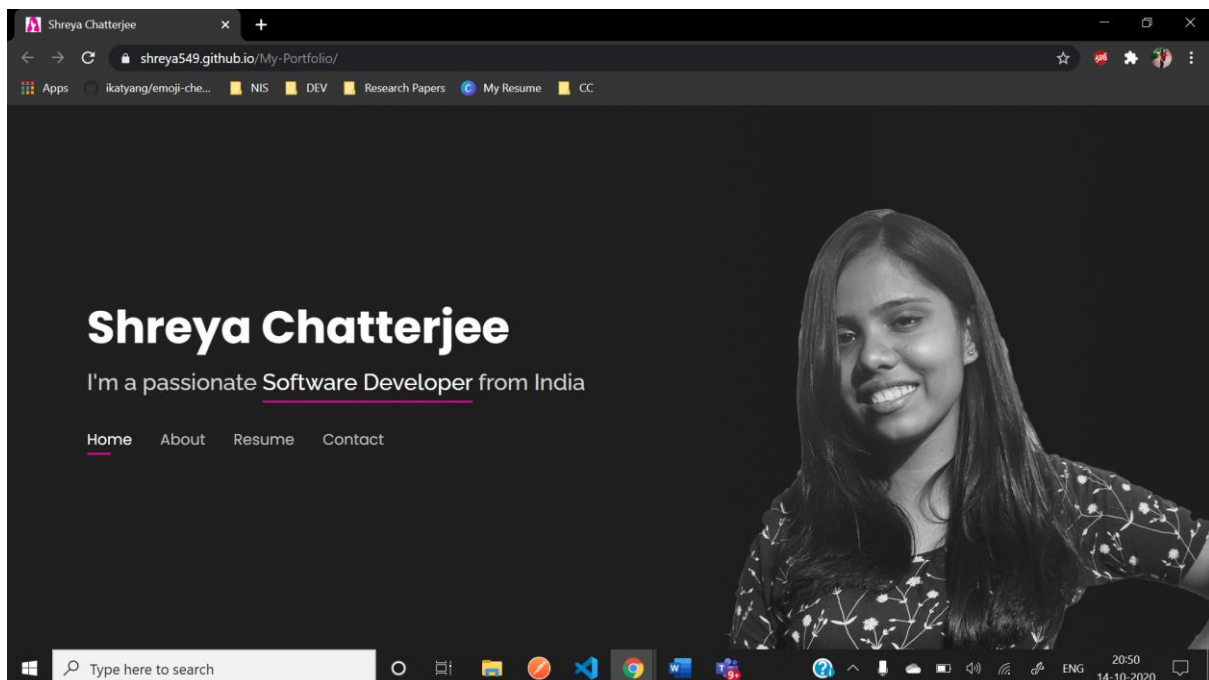 Shreya Chatterjee
shreya549.github.io/My-Portfolio/
Apps ikatyang/emoji-che... NIS DEV Research Papers C My Resume CC
Shreya Chatterjee
I'm a passionate Software Developer from India
Home About Resume Contact
Type here to search
ENG
20:50
14-10-2020